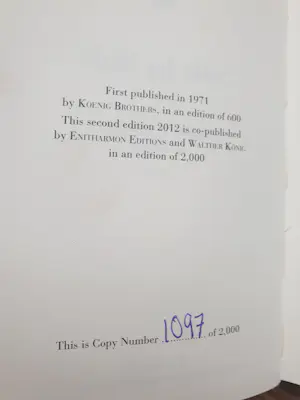 First published in 1971
by KOENIG BROTHERS, in an edition of 600
This second edition 2012 is co-published
by ENITHARMON EDITIONS and WALTHER KÖNIG
in an edition of 2,000
This is Copy Number 1097 of 2,000